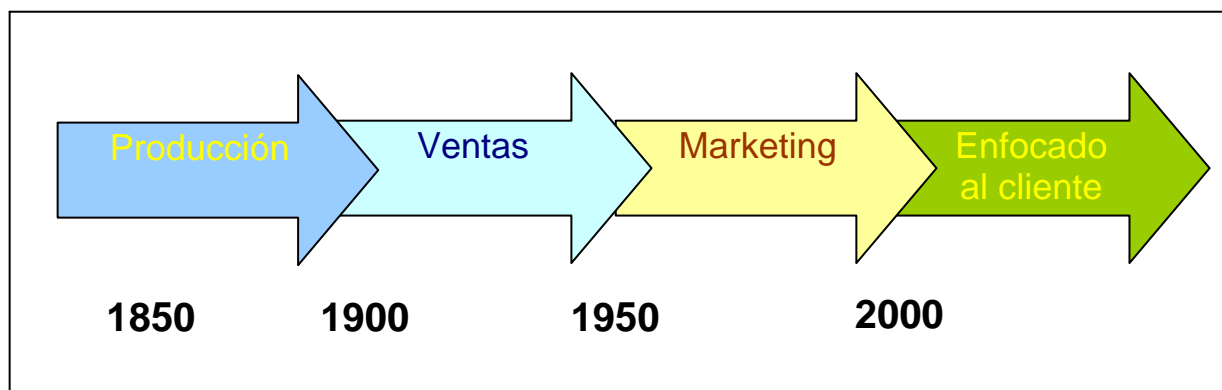 Producción
Ventas
Marketing
Enfocado
al cliente
1850
1900
1950
2000